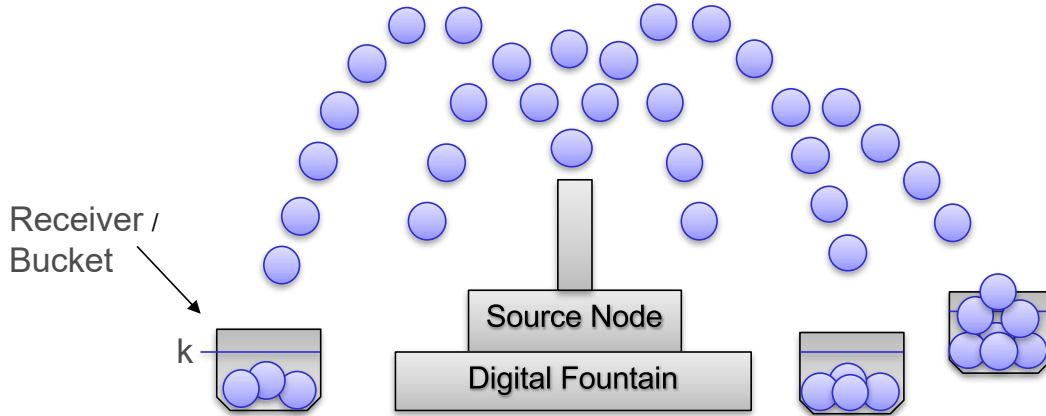 Receiver /
Bucket
k
Source Node
Digital Fountain